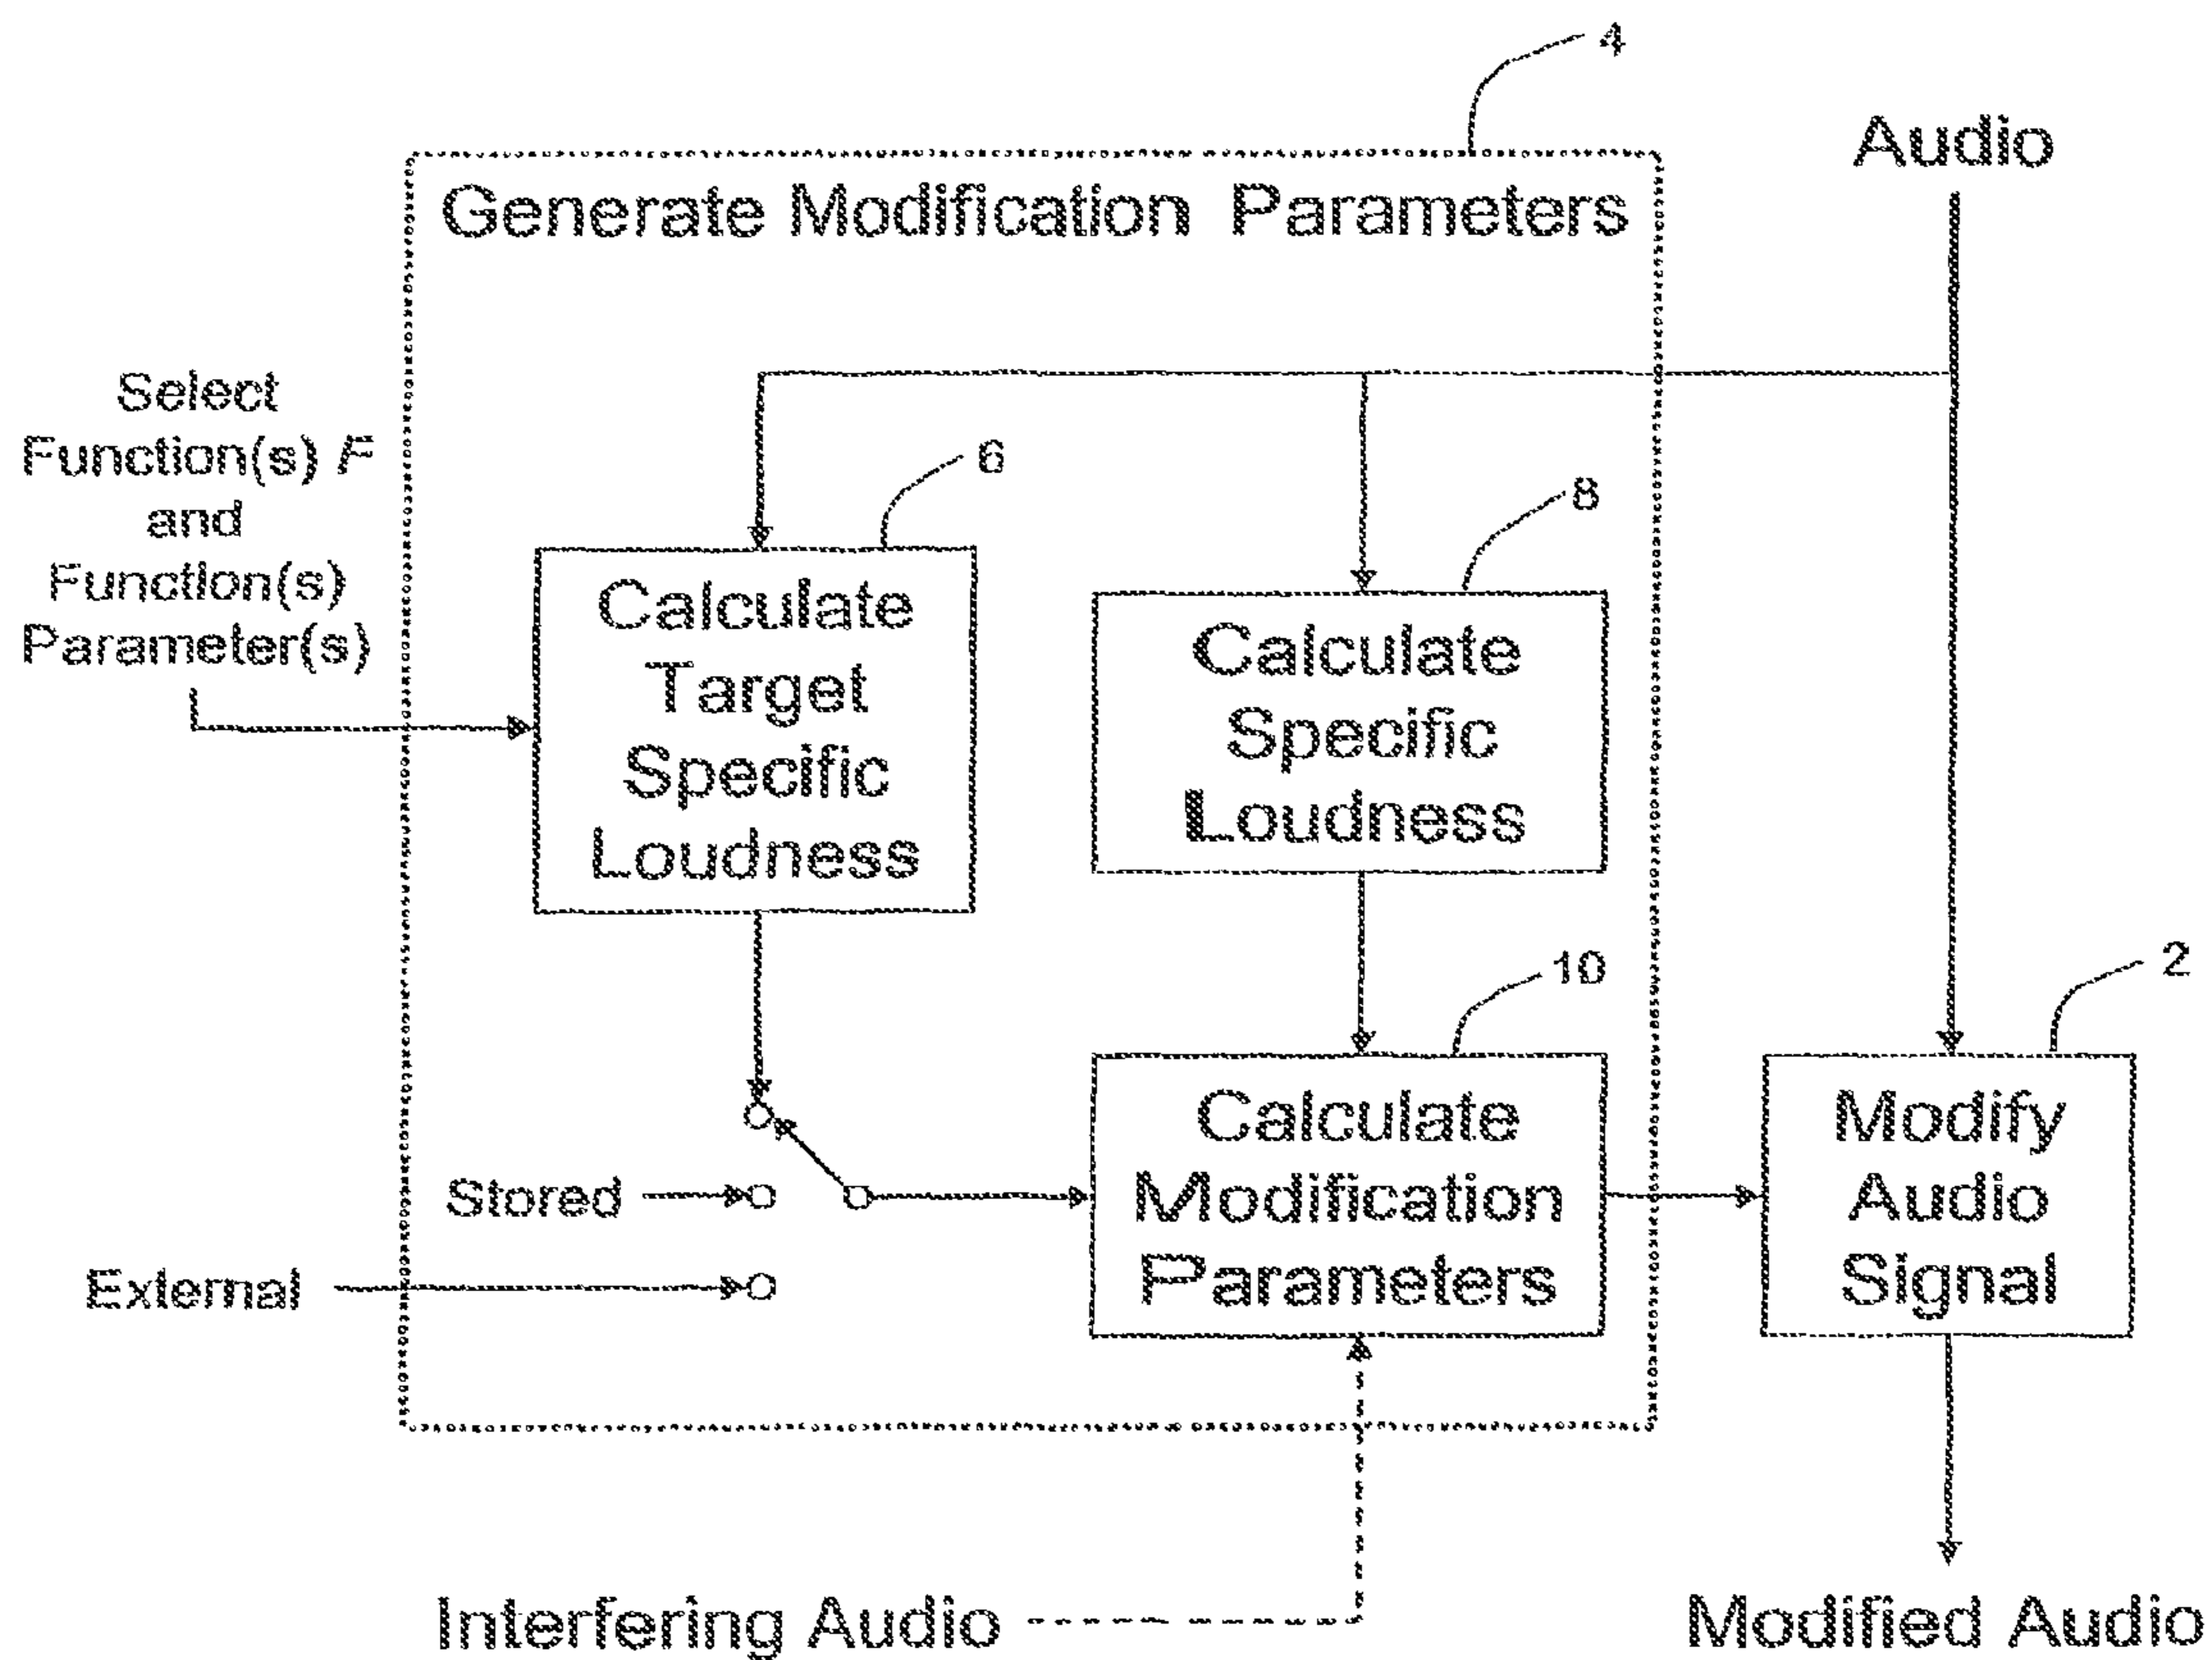 4
Audio
Generate Modification Parameters
Select
Function(s) F
and
Function(s)
Parameter(s)
6
8
Calculate
Target
Specific
Loudness
Calculate
Specific
Loudness
10
2
Calculate
Modification
Parameters
Modify
Audio
Signal
Stored
External
Interfering Audio
Modified Audio